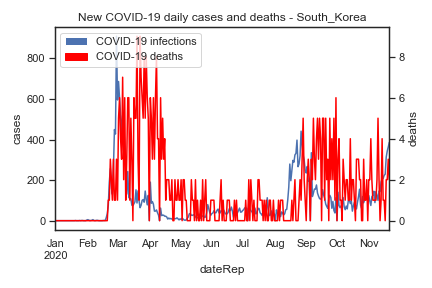 New COVID-19 daily cases and deaths - South_Korea
COVID-19 infections
COVID-19 deaths
800
600
400
200
0
cases
8
6
4
2
0
deaths
Jan Feb Mar Apr May Jun Jul Aug Sep Oct Nov
2020
dateRep